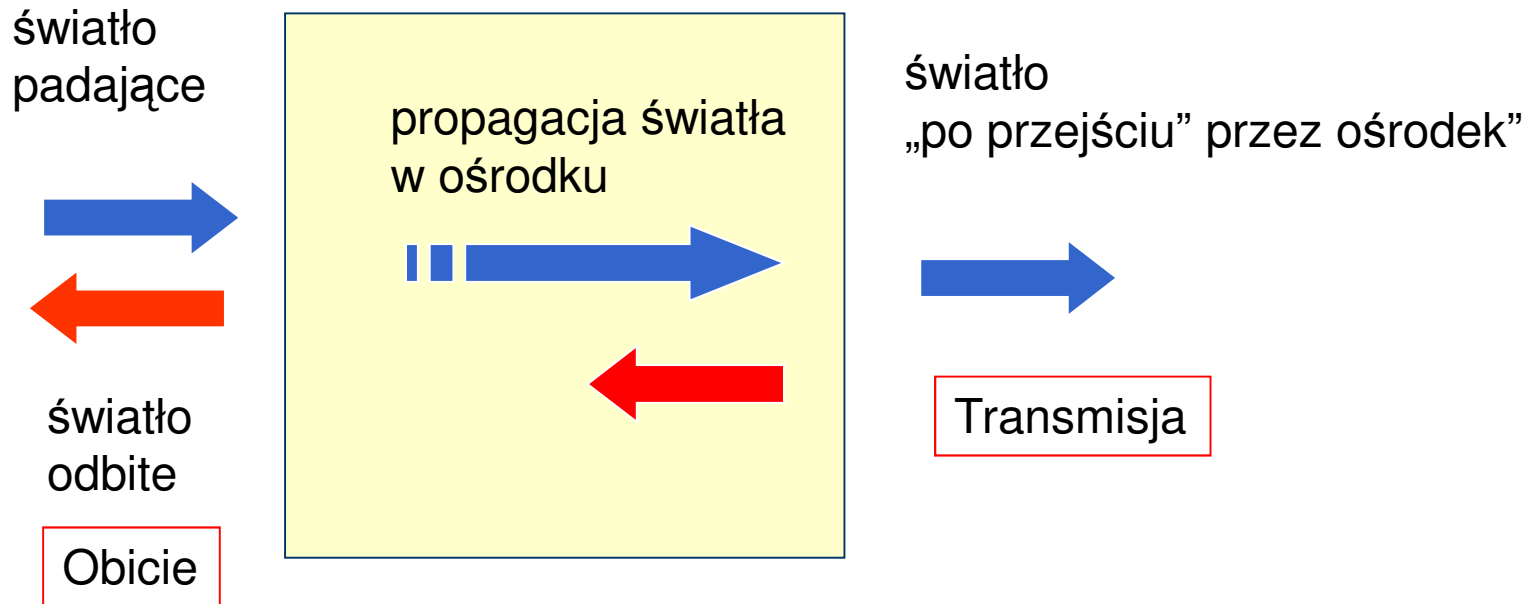 światło
padające
propagacja światła
w ośrodku
światło
„po przejściu” przez ośrodek”
światło
odbite
Transmisja
Obicie